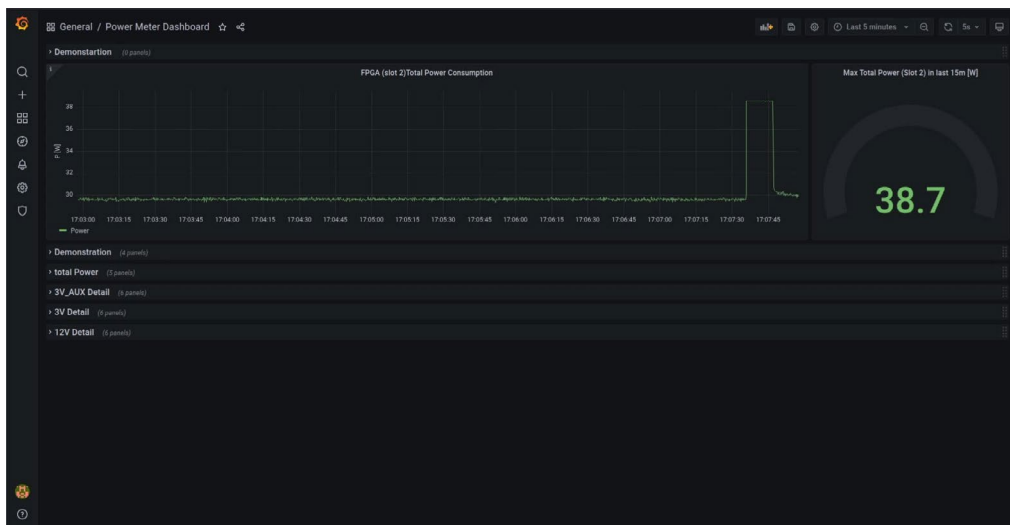 General / Power Meter Dashboard
Last 5 minutes
5s
Demonstartion (0 panels)
FPGA (slot 2)Total Power Consumption
Max Total Power (Slot 2) in last 15m [W]
38
36
34
32
30
P [W]
17:03:00 17:03:15 17:03:30 17:03:45 17:04:00 17:04:15 17:04:30 17:04:45 17:05:00 17:05:15 17:05:30 17:05:45 17:06:00 17:06:15 17:06:30 17:06:45 17:07:00 17:07:15 17:07:30 17:07:45
Power
38.7
Demonstration (4 panels)
total Power (3 panels)
3V_AUX Detail (6 panels)
3V Detail (6 panels)
12V Detail (6 panels)